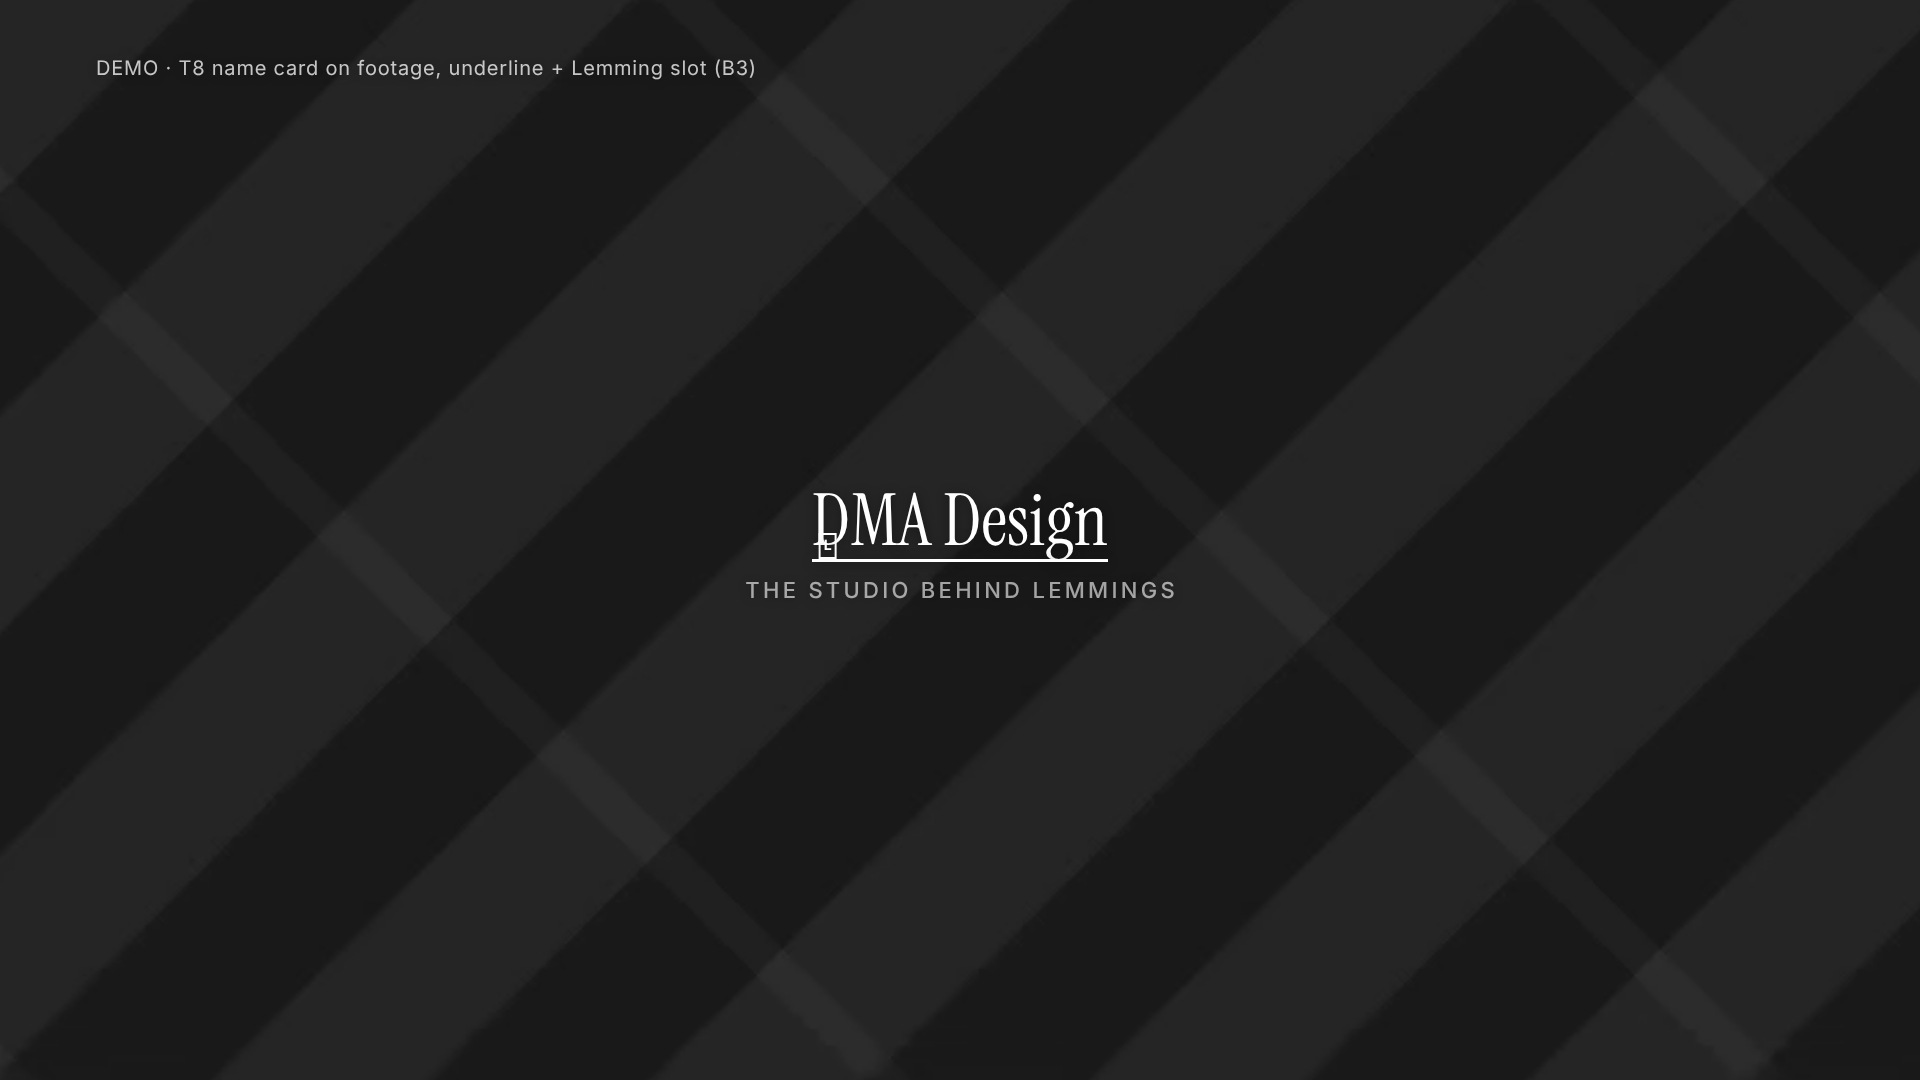 DEMO · T8 name card on footage, underline + Lemming slot (B3)
DMA Design
L
THE STUDIO BEHIND LEMMINGS